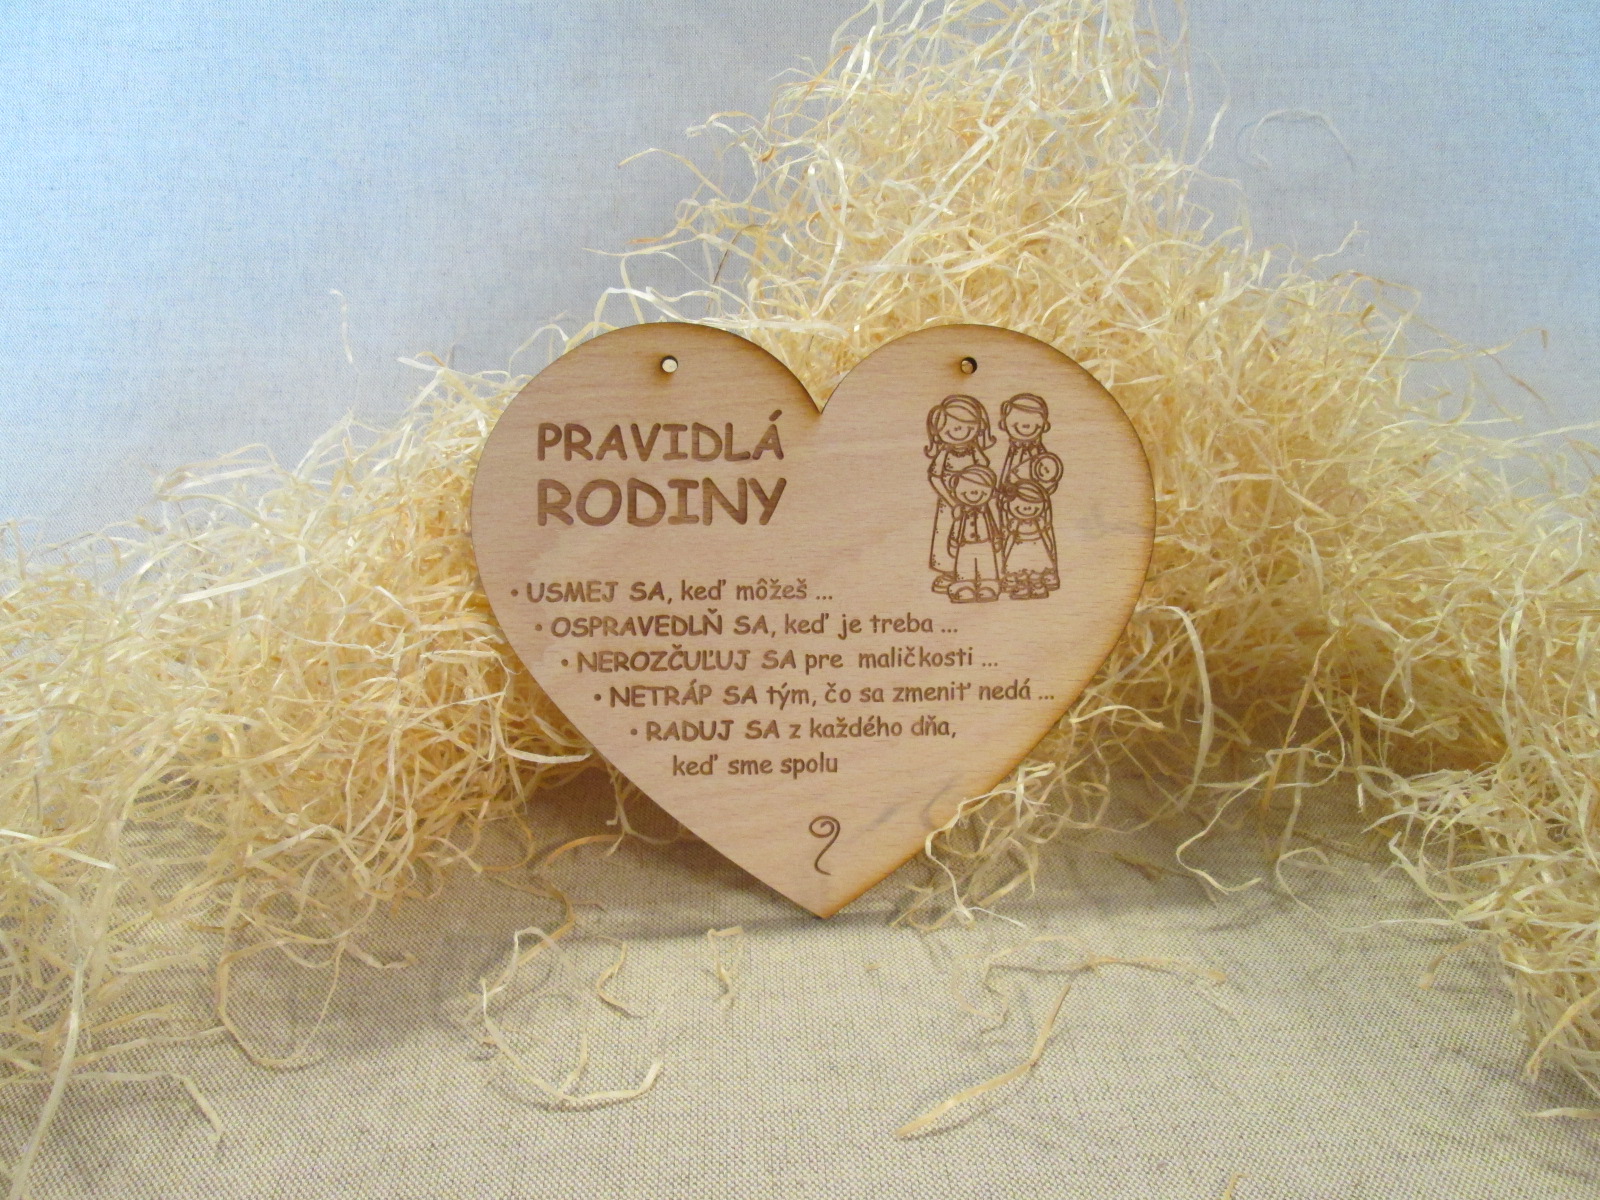 PRAVIDLÁ
RODINY
• USMEJ SA, keď môžeš ...
• OSPRAVEDLŇ SA, keď je treba ...
• NEROZČUĽUJ SA pre maličkosti ...
• NETRÁP SA tým, čo sa zmeniť nedá ...
• RADUJ SA z každého dňa,
keď sme spolu